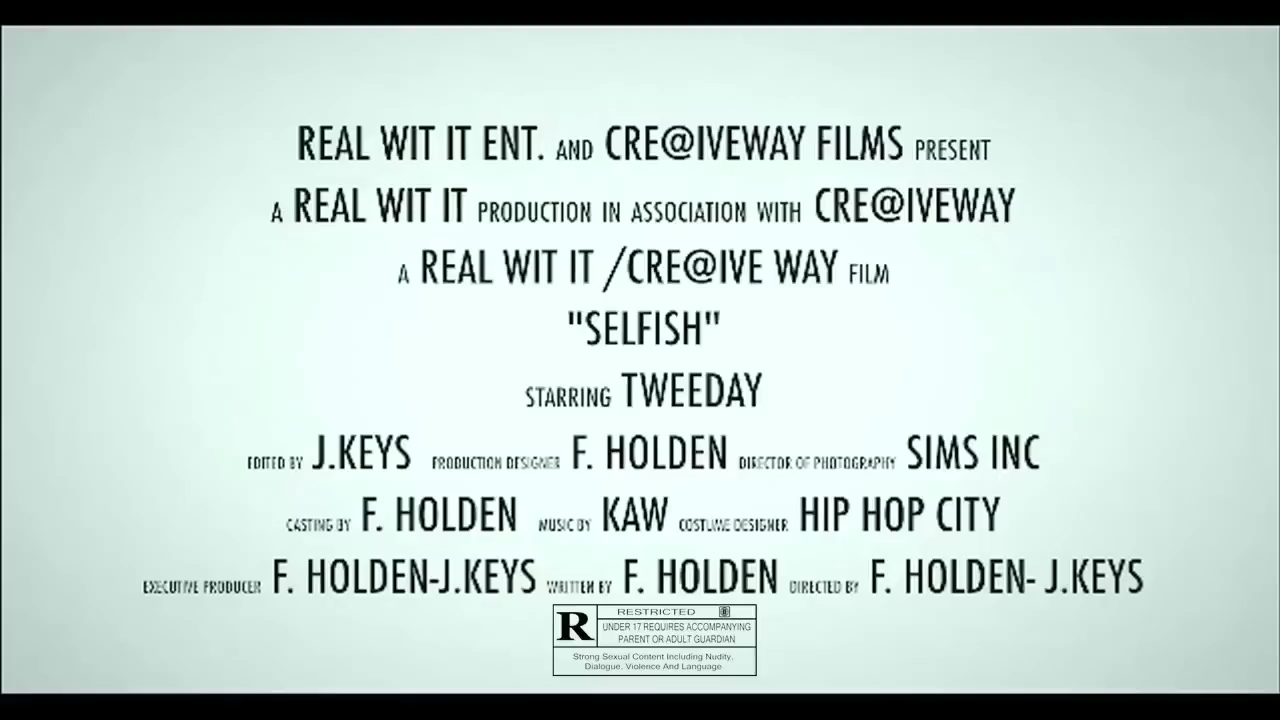 REAL WIT IT ENT. AND CRE@IVEWAY FILMS PRESENT
A REAL WIT IT PRODUCTION IN ASSOCIATION WITH CRE@IVEWAY
A REAL WIT IT /CRE@IVE WAY FILM
"SELFISH"
STARRING TWEEDAY
EDITED BY J.KEYS PRODUCTION DESIGNER F. HOLDEN DIRECTOR OF PHOTOGRAPHY SIMS INC
CASTING BY F. HOLDEN MUSIC BY KAW COSTUME DESIGNER HIP HOP CITY
EXECUTIVE PRODUCER F. HOLDEN-J.KEYS WRITTEN BY F. HOLDEN DIRECTED BY F. HOLDEN- J.KEYS
R RESTRICTED
UNDER 17 REQUIRES ACCOMPANYING
PARENT OR ADULT GUARDIAN
Strong Sexual Content Including Nudity,
Dialogue, Violence And Language